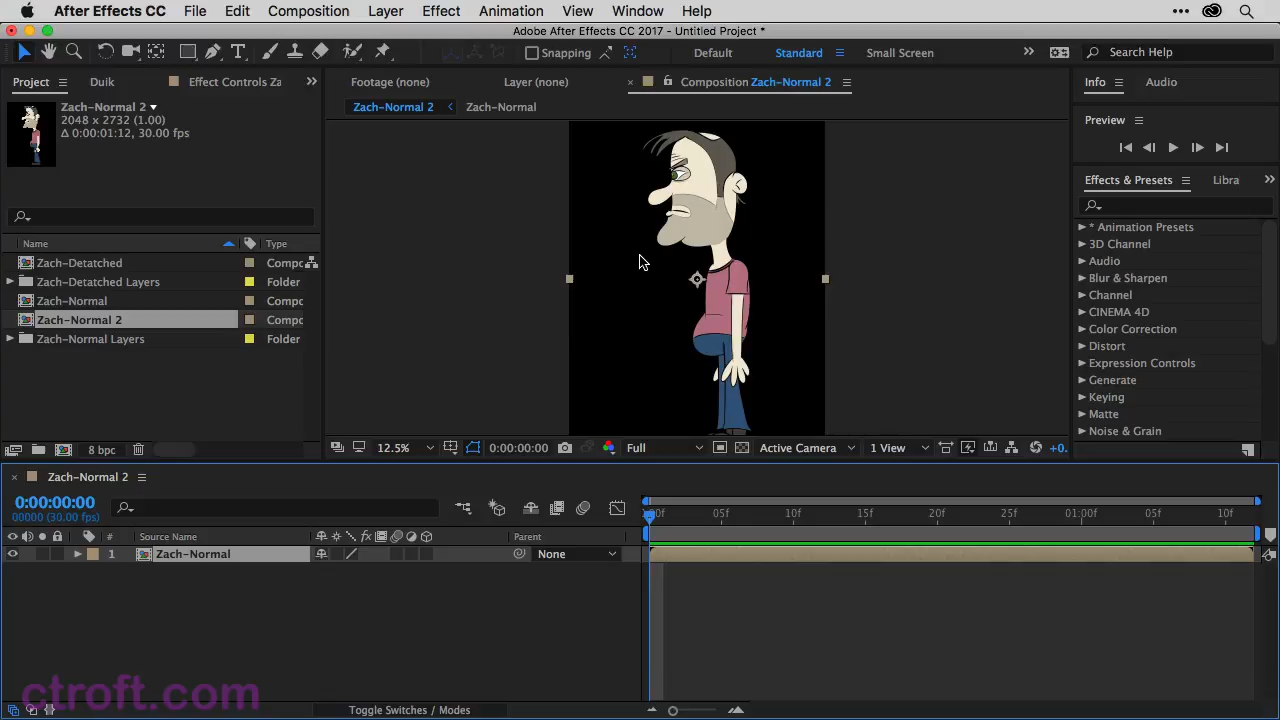 After Effects CC File Edit Composition Layer Effect Animation View Window Help
Adobe After Effects CC 2017 - Untitled Project *
Snapping Default Standard Small Screen Search Help
Project Duik Effect Controls Za Footage (none) Layer (none) Composition Zach-Normal 2 Info Audio
Zach-Normal 2
2048 x 2732 (1.00)
Δ 0:00:01:12, 30.00 fps
Zach-Normal 2 Zach-Normal
Preview
Effects & Presets Libra
Name Type
Zach-Detatched Compo
Zach-Detatched Layers Folder
Zach-Normal Compo
Zach-Normal 2 Compo
Zach-Normal Layers Folder
* Animation Presets
3D Channel
Audio
Blur & Sharpen
Channel
CINEMA 4D
Color Correction
Distort
Expression Controls
Generate
Keying
Matte
Noise & Grain
8 bpc 12.5% 0:00:00:00 Full Active Camera 1 View +0.
Zach-Normal 2
0:00:00:00
00000 (30.00 fps)
:00f 05f 10f 15f 20f 25f 01:00f 05f 10f
# Source Name Parent
1 Zach-Normal None
ctroft.com
Toggle Switches / Modes